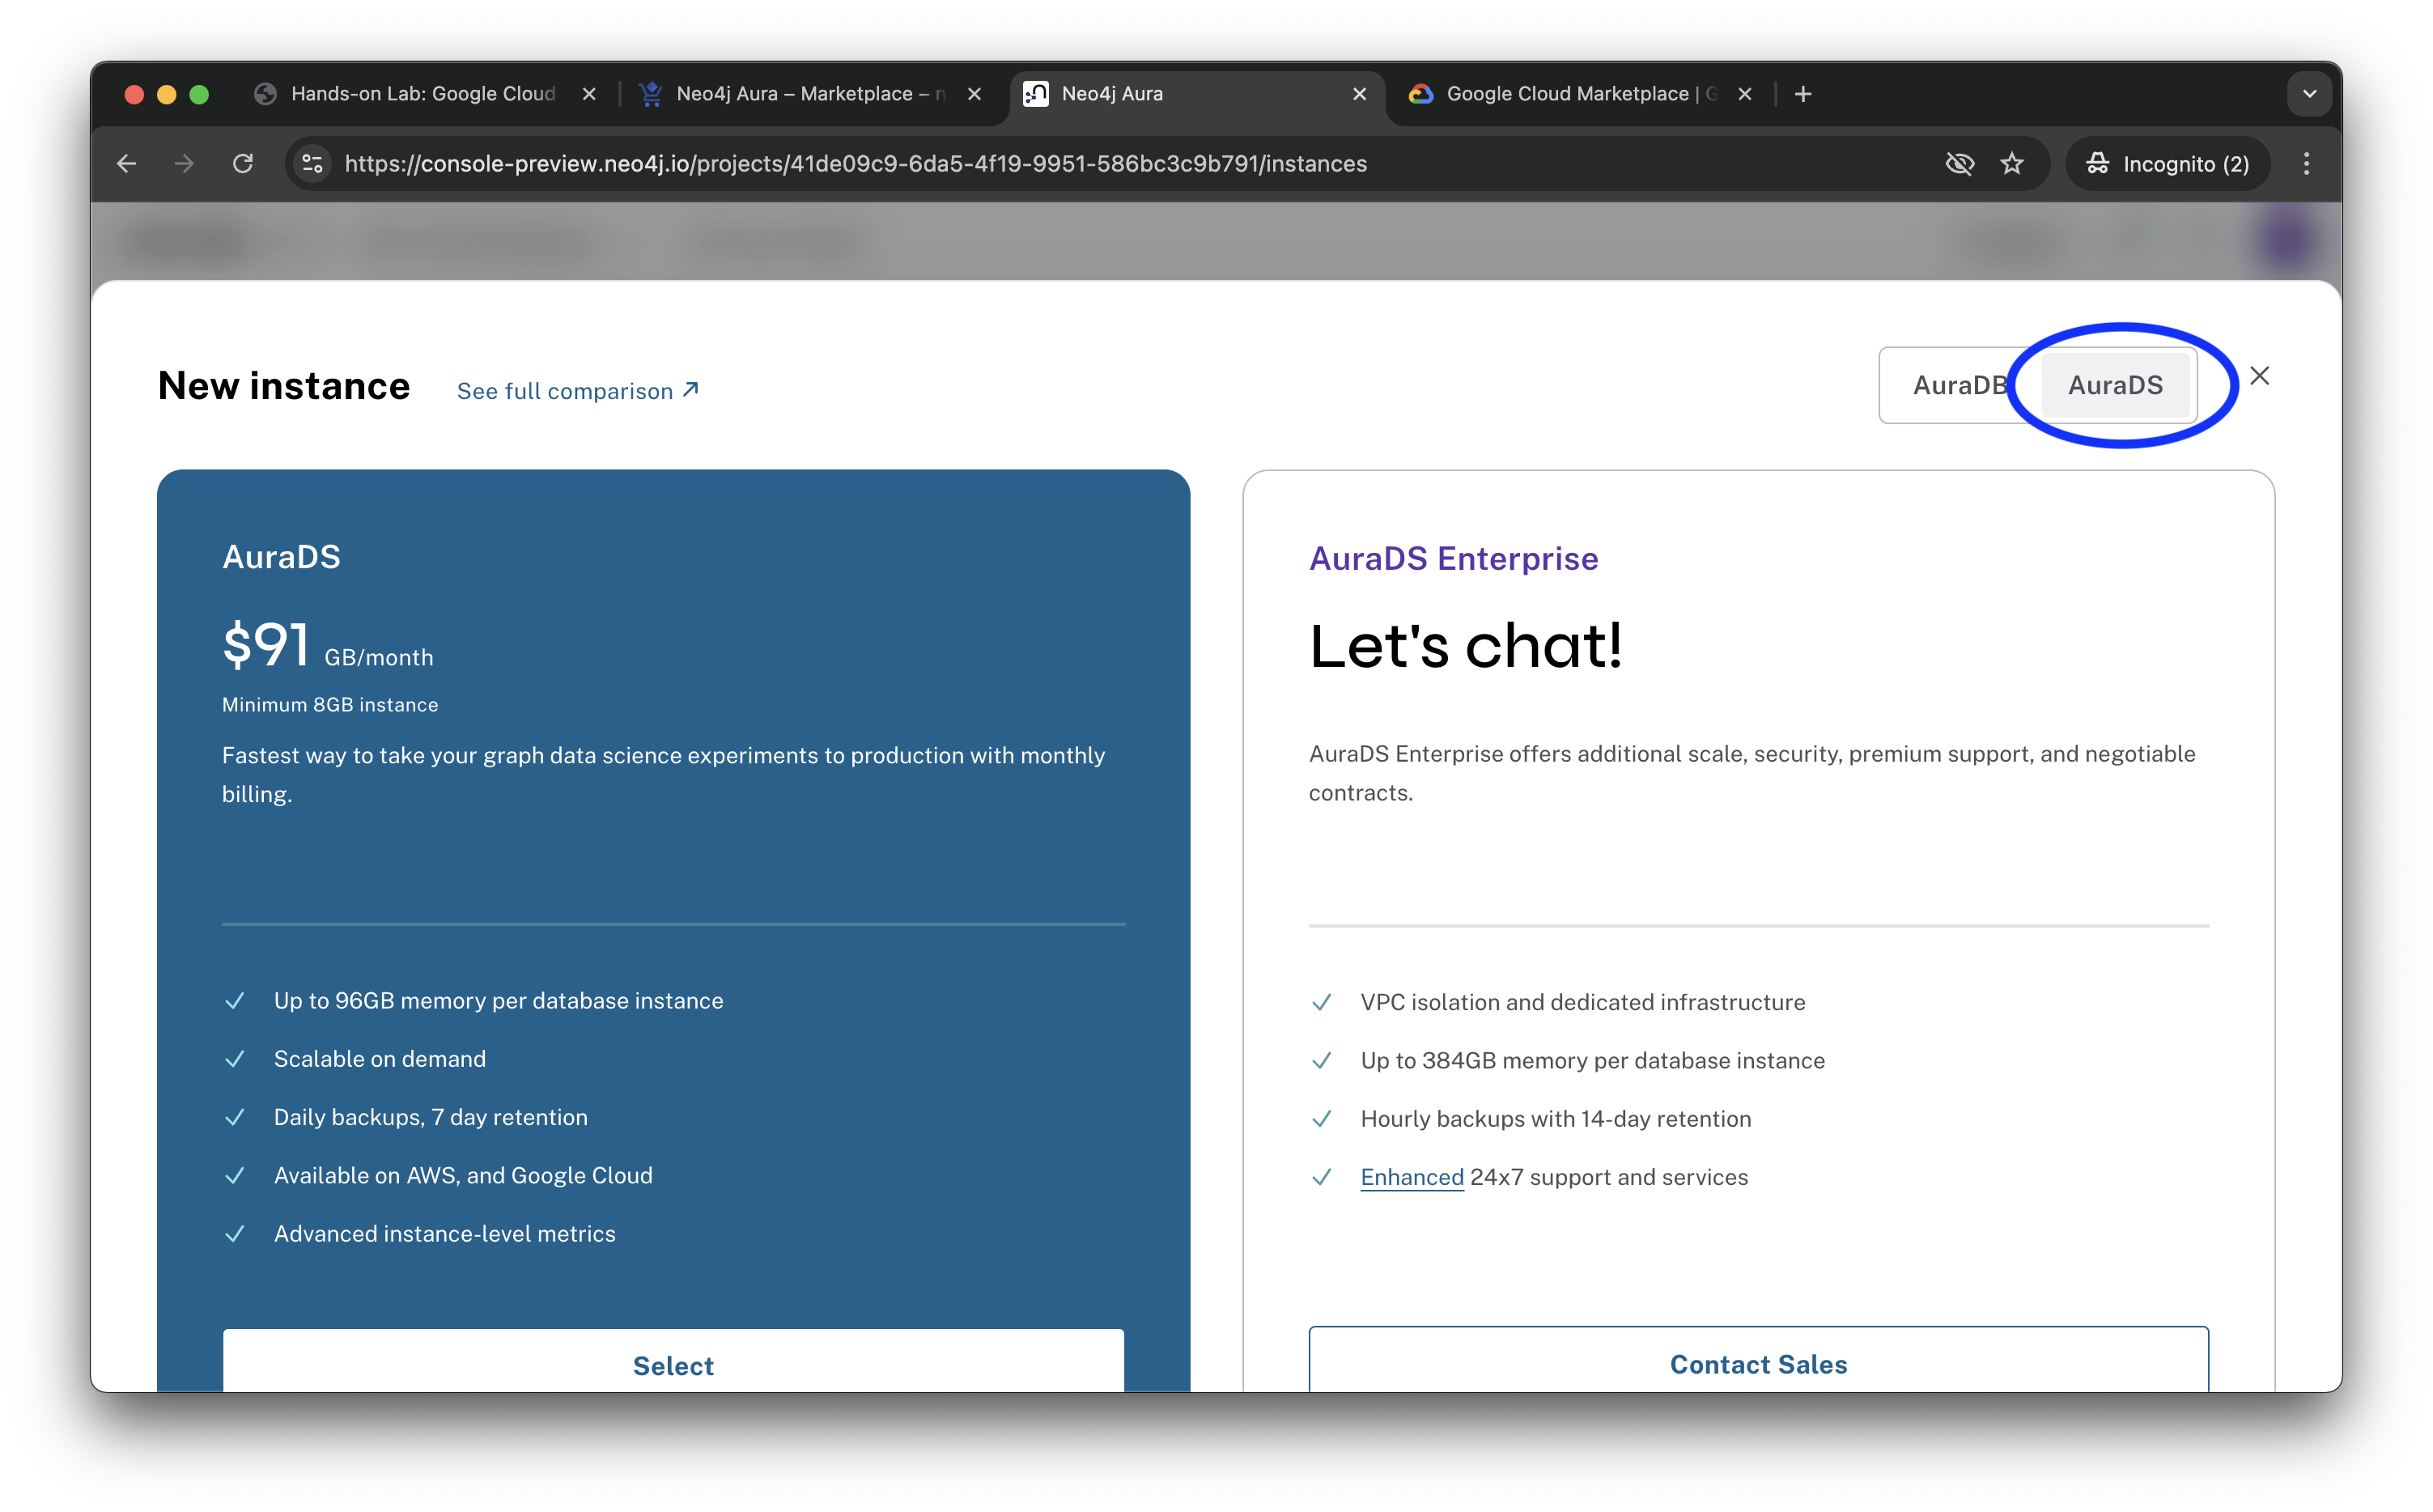 Hands-on Lab: Google Cloud
Neo4j Aura – Marketplace – n
Neo4j Aura
Google Cloud Marketplace | G
https://console-preview.neo4j.io/projects/41de09c9-6da5-4f19-9951-586bc3c9b791/instances
Incognito (2)
New instance
See full comparison
AuraDB
AuraDS
AuraDS
$91 GB/month
Minimum 8GB instance
Fastest way to take your graph data science experiments to production with monthly
billing.
Up to 96GB memory per database instance
Scalable on demand
Daily backups, 7 day retention
Available on AWS, and Google Cloud
Advanced instance-level metrics
Select
AuraDS Enterprise
Let's chat!
AuraDS Enterprise offers additional scale, security, premium support, and negotiable
contracts.
VPC isolation and dedicated infrastructure
Up to 384GB memory per database instance
Hourly backups with 14-day retention
Enhanced 24x7 support and services
Contact Sales